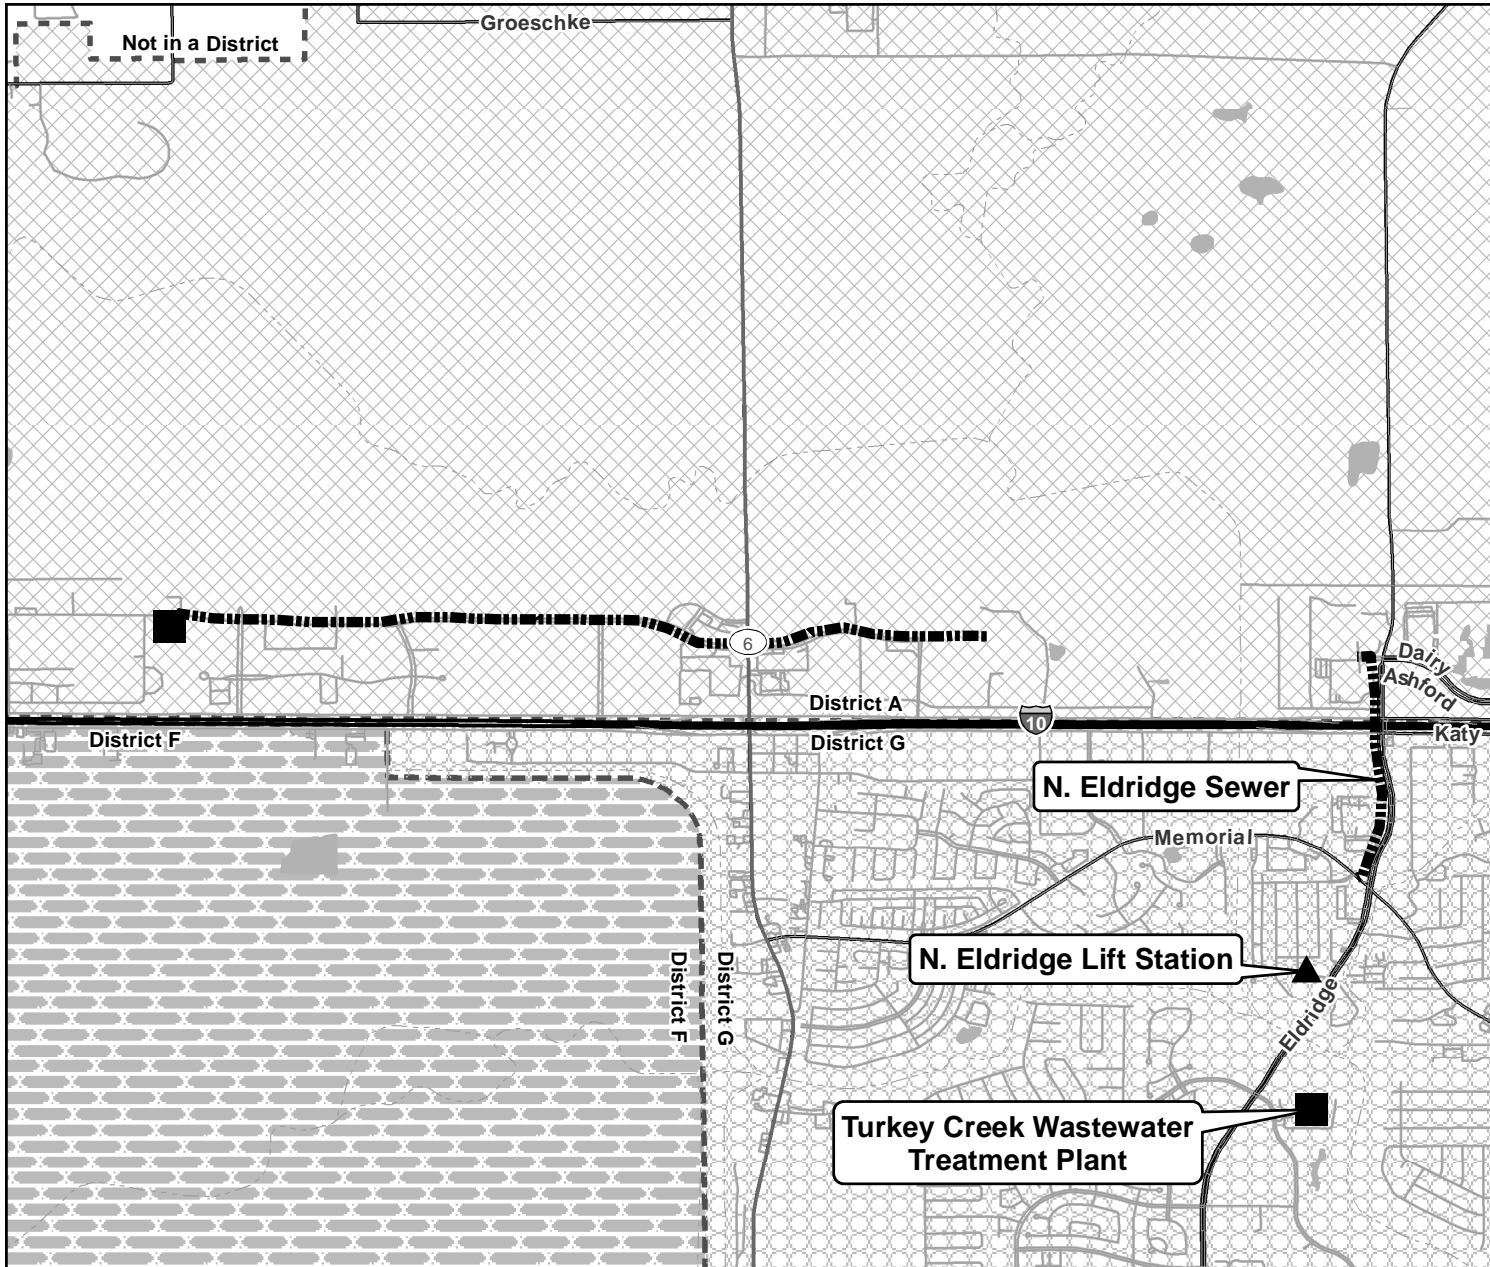 Groeschke
Not in a District
6
Dairy
Ashford
District A
10
District F
District G
Katy
N. Eldridge Sewer
Memorial
N. Eldridge Lift Station
District F
District G
Eldridge
Turkey Creek Wastewater
Treatment Plant